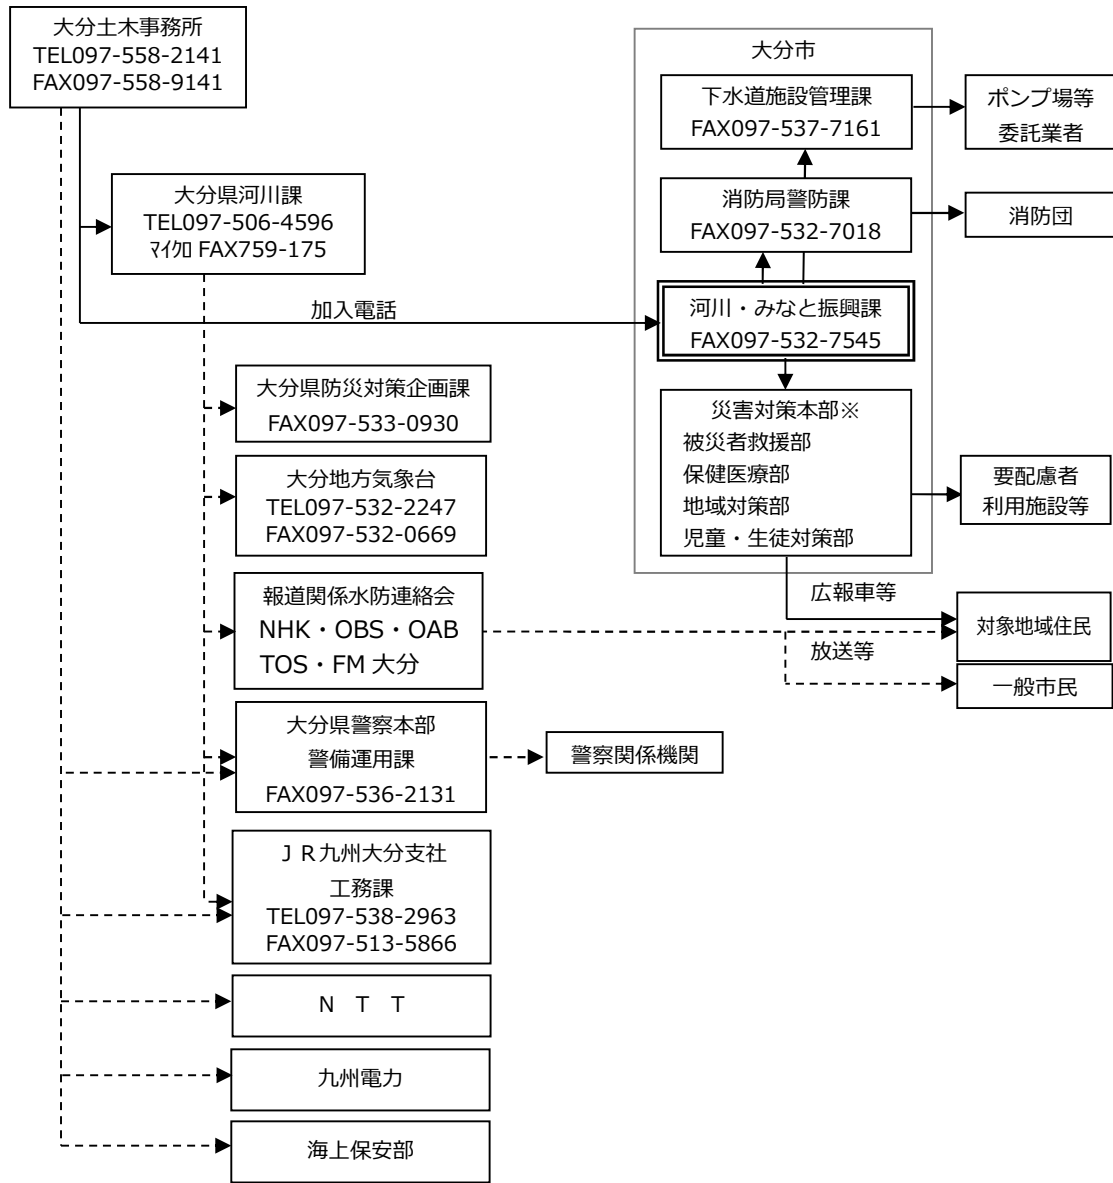 大分土木事務所
TEL097-558-2141
FAX097-558-9141
大分県河川課
TEL097-506-4596
ﾏｲｸﾛ FAX759-175
加入電話
大分市
下水道施設管理課
FAX097-537-7161
ポンプ場等
委託業者
消防局警防課
FAX097-532-7018
消防団
河川・みなと振興課
FAX097-532-7545
災害対策本部※
被災者救援部
保健医療部
地域対策部
児童・生徒対策部
要配慮者
利用施設等
広報車等
対象地域住民
放送等
一般市民
大分県防災対策企画課
FAX097-533-0930
大分地方気象台
TEL097-532-2247
FAX097-532-0669
報道関係水防連絡会
NHK・OBS・OAB
TOS・FM 大分
大分県警察本部
警備運用課
FAX097-536-2131
警察関係機関
ＪＲ九州大分支社
工務課
TEL097-538-2963
FAX097-513-5866
Ｎ　Ｔ　Ｔ
九州電力
海上保安部